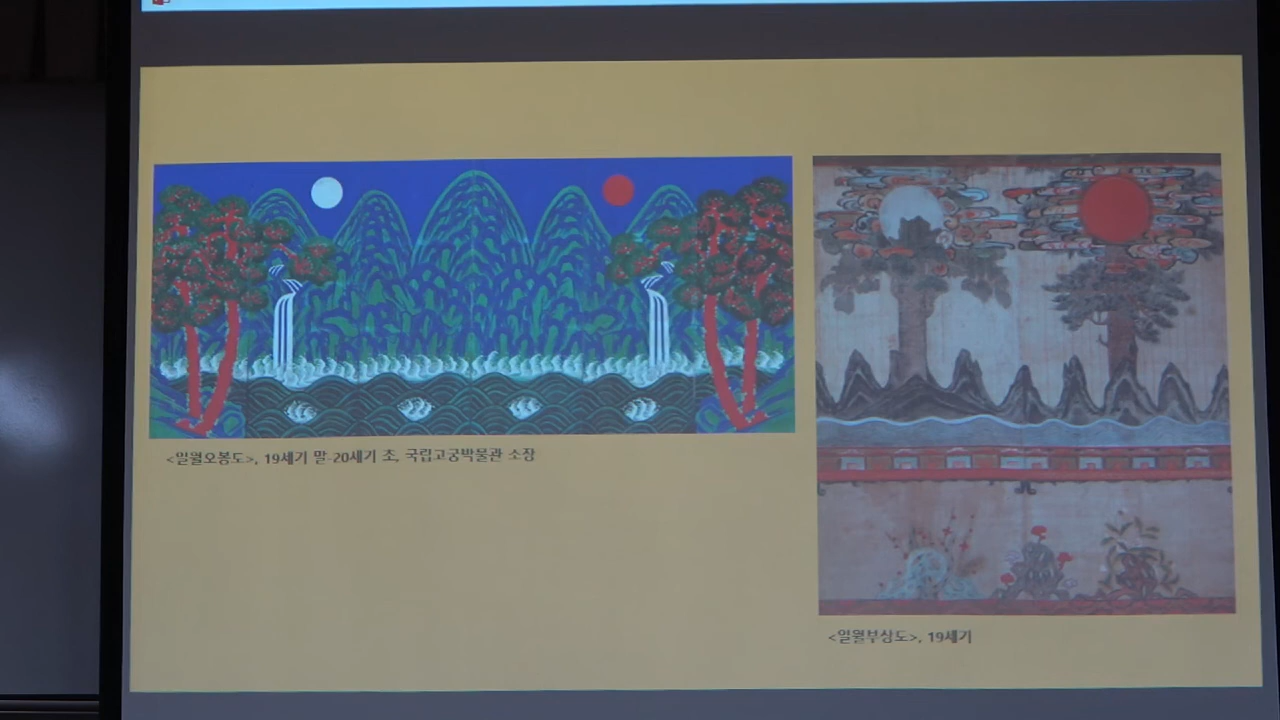 <일월오봉도>, 19세기 말-20세기 초, 국립고궁박물관 소장
<일월부상도>, 19세기